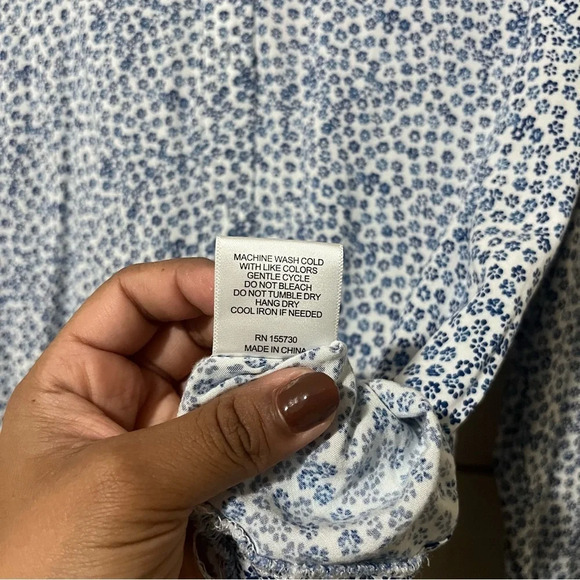 MACHINE WASH COLD
WITH LIKE COLORS
GENTLE CYCLE
DO NOT BLEACH
DO NOT TUMBLE DRY
HANG DRY
COOL IRON IF NEEDED
RN 155730
MADE IN CHINA